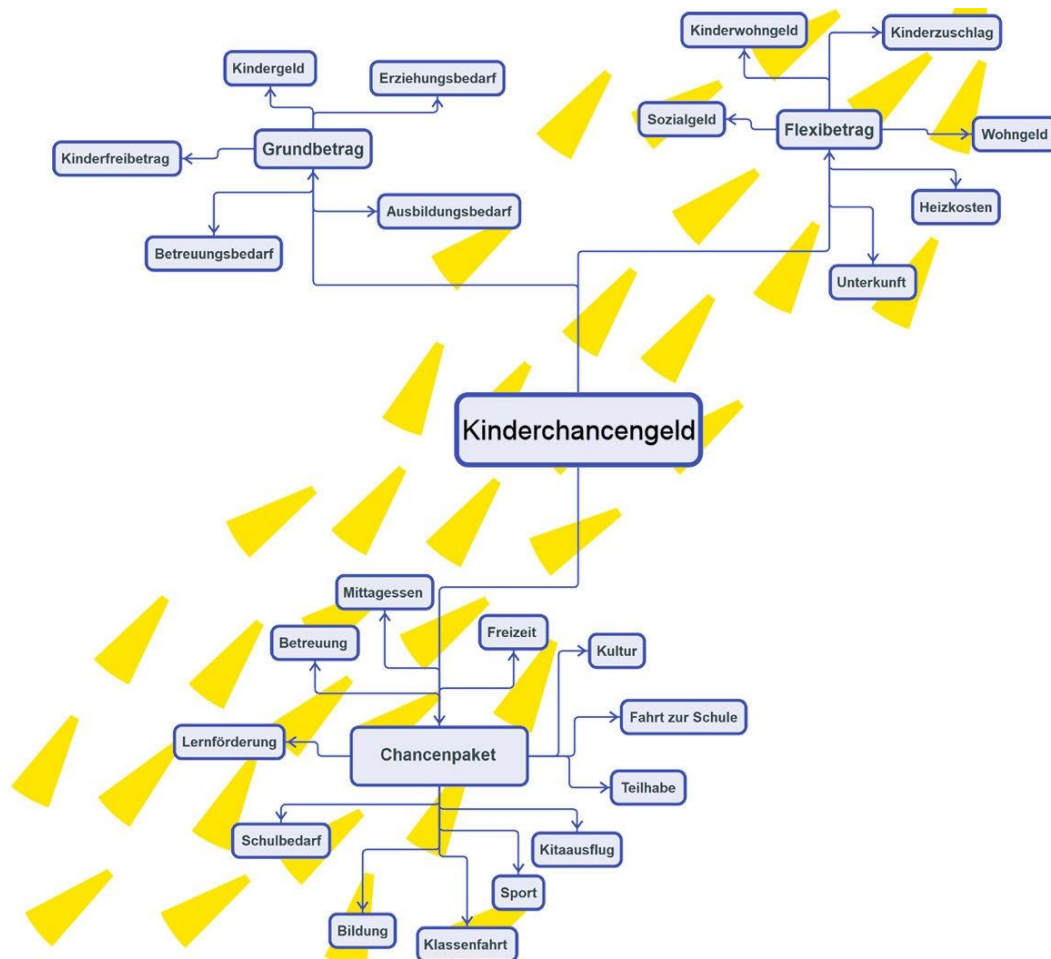 Kinderwohngeld
Kinderzuschlag
Kindergeld
Erziehungsbedarf
Sozialgeld
Flexibetrag
Wohngeld
Kinderfreibetrag
Grundbetrag
Heizkosten
Ausbildungsbedarf
Betreuungsbedarf
Unterkunft
Kinderchancengeld
Mittagessen
Betreuung
Freizeit
Kultur
Fahrt zur Schule
Lernförderung
Chancenpaket
Teilhabe
Schulbedarf
Kitaausflug
Sport
Bildung
Klassenfahrt